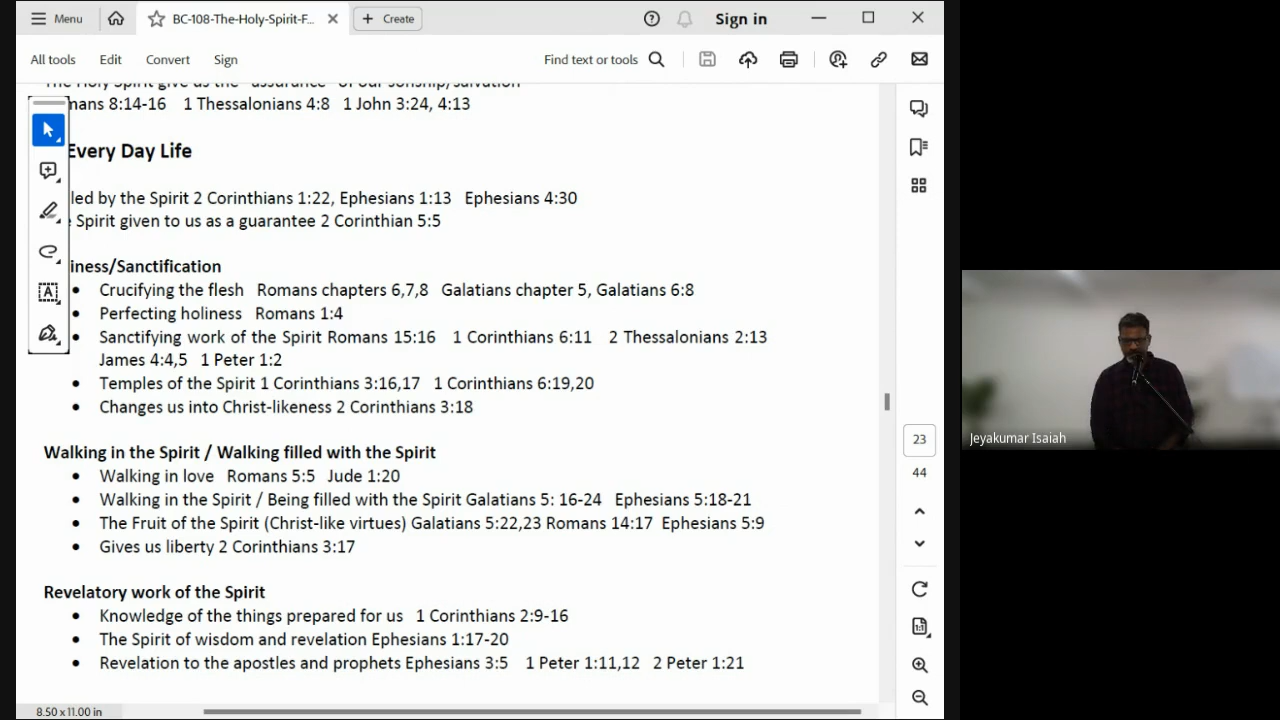 Menu
BC-108-The-Holy-Spirit-F...
Create
Sign in
All tools Edit Convert Sign
Find text or tools
The Holy Spirit give us the "assurance" of our sonship/salvation
mans 8:14-16 1 Thessalonians 4:8 1 John 3:24, 4:13
Every Day Life
led by the Spirit 2 Corinthians 1:22, Ephesians 1:13 Ephesians 4:30
Spirit given to us as a guarantee 2 Corinthian 5:5
iness/Sanctification
• Crucifying the flesh Romans chapters 6,7,8 Galatians chapter 5, Galatians 6:8
• Perfecting holiness Romans 1:4
• Sanctifying work of the Spirit Romans 15:16 1 Corinthians 6:11 2 Thessalonians 2:13
James 4:4,5 1 Peter 1:2
• Temples of the Spirit 1 Corinthians 3:16,17 1 Corinthians 6:19,20
• Changes us into Christ-likeness 2 Corinthians 3:18
Walking in the Spirit / Walking filled with the Spirit
• Walking in love Romans 5:5 Jude 1:20
• Walking in the Spirit / Being filled with the Spirit Galatians 5: 16-24 Ephesians 5:18-21
• The Fruit of the Spirit (Christ-like virtues) Galatians 5:22,23 Romans 14:17 Ephesians 5:9
• Gives us liberty 2 Corinthians 3:17
Revelatory work of the Spirit
• Knowledge of the things prepared for us 1 Corinthians 2:9-16
• The Spirit of wisdom and revelation Ephesians 1:17-20
• Revelation to the apostles and prophets Ephesians 3:5 1 Peter 1:11,12 2 Peter 1:21
8.50 x 11.00 in
23
44
Jeyakumar Isaiah